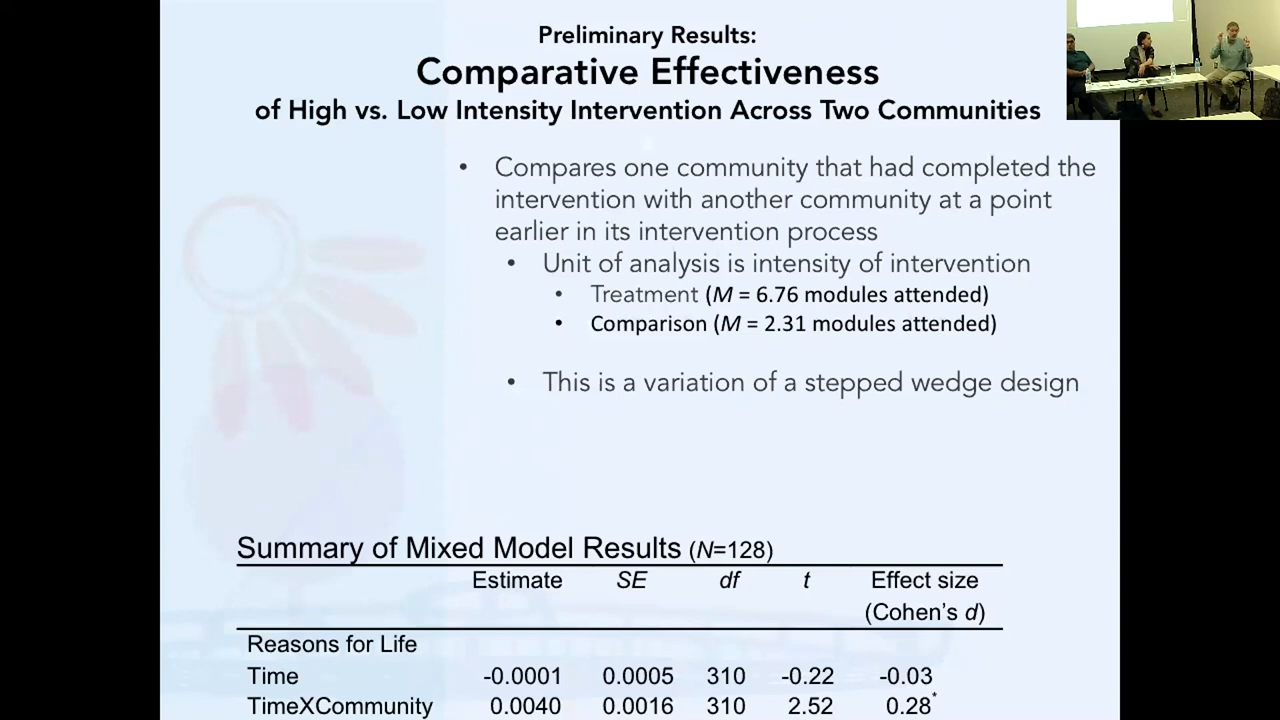 Preliminary Results:
Comparative Effectiveness
of High vs. Low Intensity Intervention Across Two Communities
• Compares one community that had completed the
intervention with another community at a point
earlier in its intervention process
• Unit of analysis is intensity of intervention
• Treatment (M = 6.76 modules attended)
• Comparison (M = 2.31 modules attended)
• This is a variation of a stepped wedge design
Summary of Mixed Model Results (N=128)
Estimate SE df t Effect size
(Cohen's d)
Reasons for Life
Time -0.0001 0.0005 310 -0.22 -0.03
TimeXCommunity 0.0040 0.0016 310 2.52 0.28*